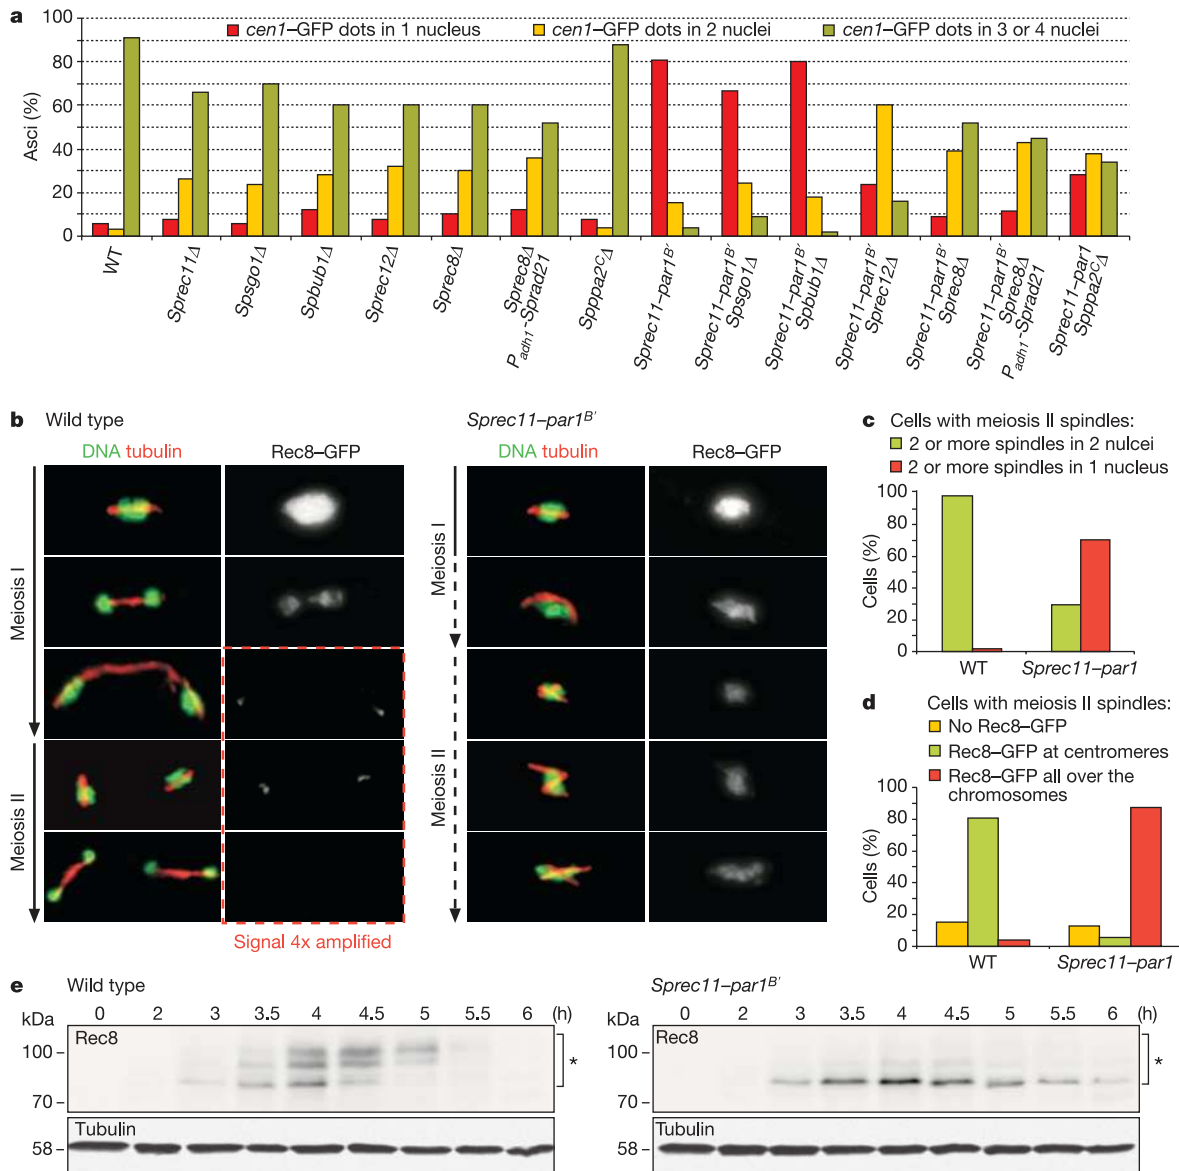 a
cen1–GFP dots in 1 nucleus
cen1–GFP dots in 2 nuclei
cen1–GFP dots in 3 or 4 nuclei
Asci (%)
100
80
60
40
20
0
WT
Sprec11Δ
Spsgo1Δ
Spbub1Δ
Sprec12Δ
Sprec8Δ
Sprec8Δ
Padh1-Sprad21
Spppa2CΔ
Sprec11–par1B'
Sprec11–par1B'
Spsgo1Δ
Sprec11–par1B'
Spbub1Δ
Sprec11–par1B'
Sprec12Δ
Sprec11–par1B'
Sprec8Δ
Sprec11–par1B'
Sprec8Δ
Padh1-Sprad21
Sprec11–par1
Spppa2CΔ
b Wild type
DNA tubulin
Rec8–GFP
Meiosis I
Meiosis II
Signal 4x amplified
Sprec11–par1B'
DNA tubulin
Rec8–GFP
Meiosis I
Meiosis II
c Cells with meiosis II spindles:
2 or more spindles in 2 nulcei
2 or more spindles in 1 nucleus
Cells (%)
100
80
60
40
20
0
WT
Sprec11–par1
d Cells with meiosis II spindles:
No Rec8–GFP
Rec8–GFP at centromeres
Rec8–GFP all over the
chromosomes
Cells (%)
80
60
40
20
0
WT
Sprec11–par1
e Wild type
0 2 3 3.5 4 4.5 5 5.5 6 (h)
kDa
Rec8
100
70
*
Tubulin
58
Sprec11–par1B'
0 2 3 3.5 4 4.5 5 5.5 6 (h)
kDa
Rec8
100
70
*
Tubulin
58